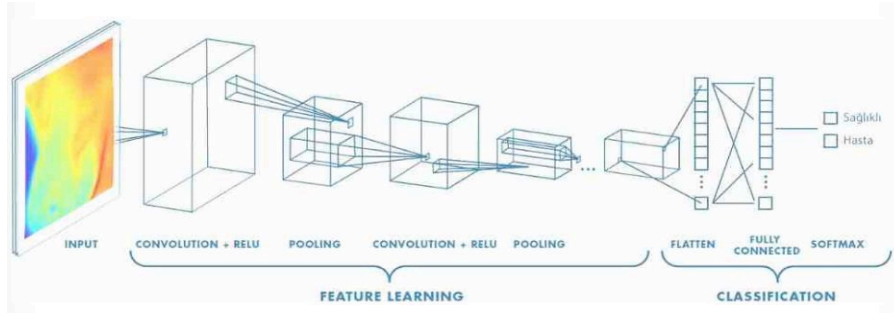 Sağlıklı
Hasta
INPUT
CONVOLUTION + RELU
POOLING
CONVOLUTION + RELU
POOLING
...
FLATTEN
FULLY
CONNECTED
SOFTMAX
FEATURE LEARNING
CLASSIFICATION